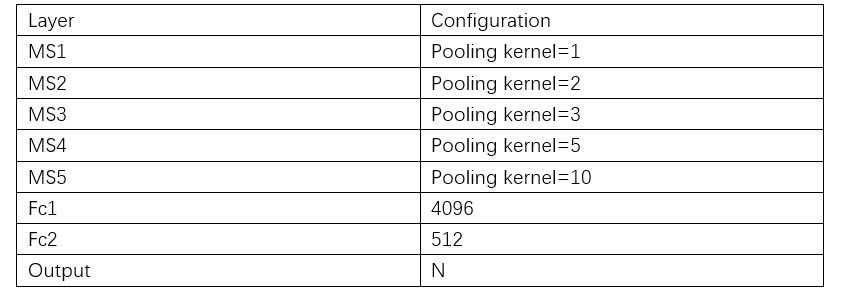 Layer Configuration
MS1 Pooling kernel=1
MS2 Pooling kernel=2
MS3 Pooling kernel=3
MS4 Pooling kernel=5
MS5 Pooling kernel=10
Fc1 4096
Fc2 512
Output N